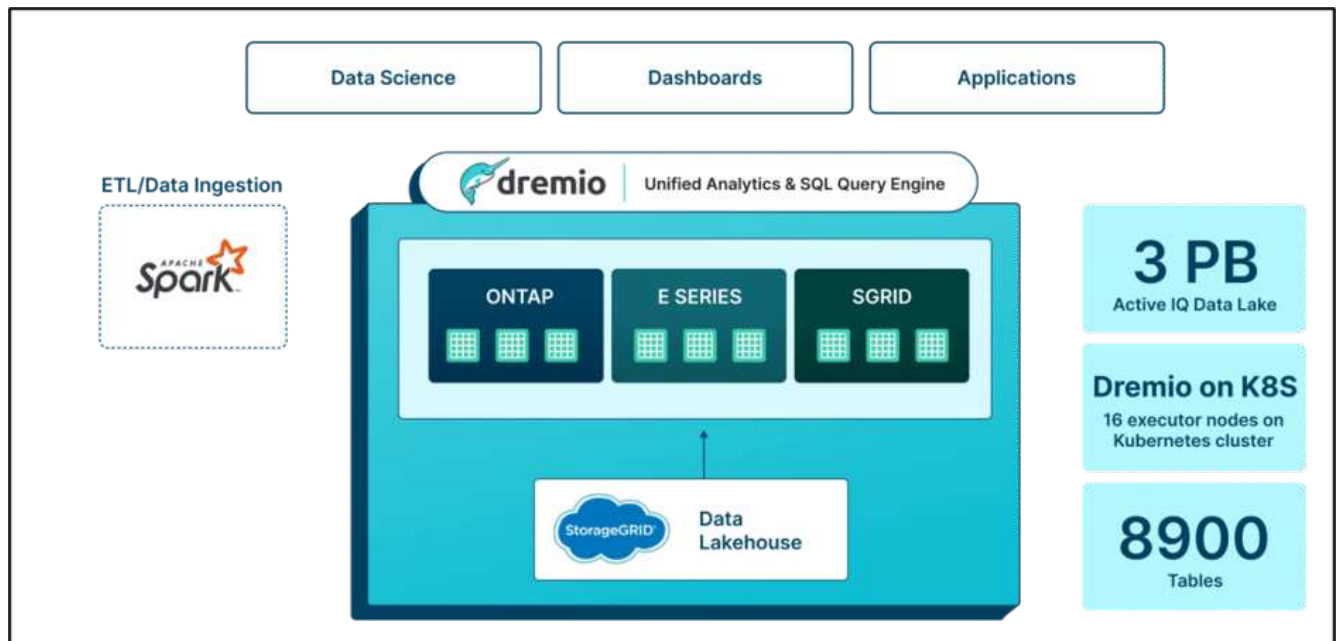 Data Science
Dashboards
Applications
ETL/Data Ingestion
APACHE
Spark
dremio
Unified Analytics & SQL Query Engine
ONTAP
E SERIES
SGRID
StorageGRID
Data
Lakehouse
3 PB
Active IQ Data Lake
Dremio on K8S
16 executor nodes on
Kubernetes cluster
8900
Tables